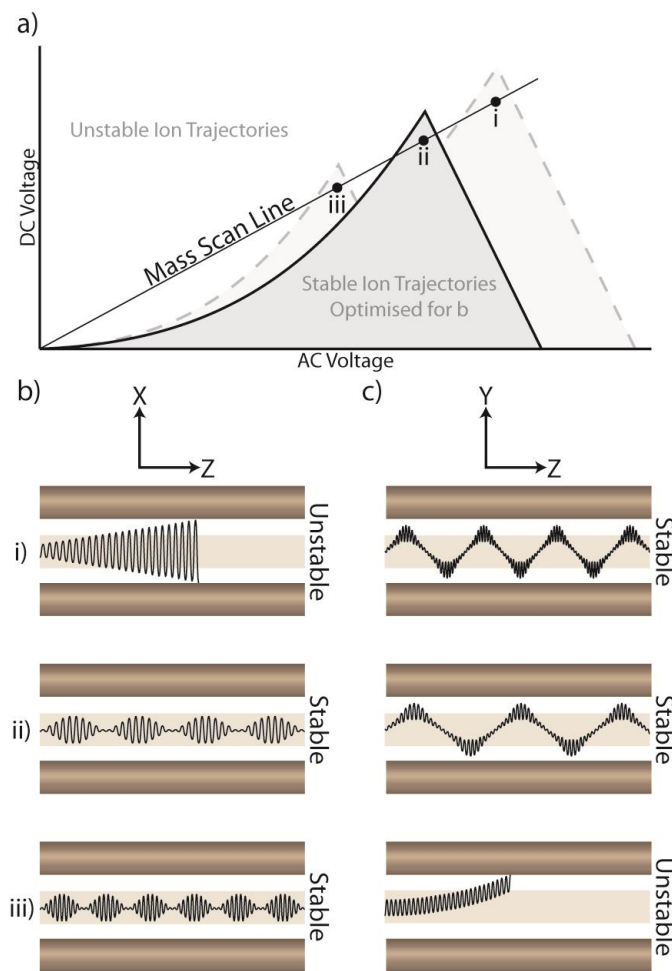 a)
Unstable Ion Trajectories
i
ii
iii
Mass Scan Line
DC Voltage
Stable Ion Trajectories
Optimised for b
AC Voltage
b)
X
Z
c)
Y
Z
i)
Unstable
Stable
ii)
Stable
Stable
iii)
Stable
Unstable